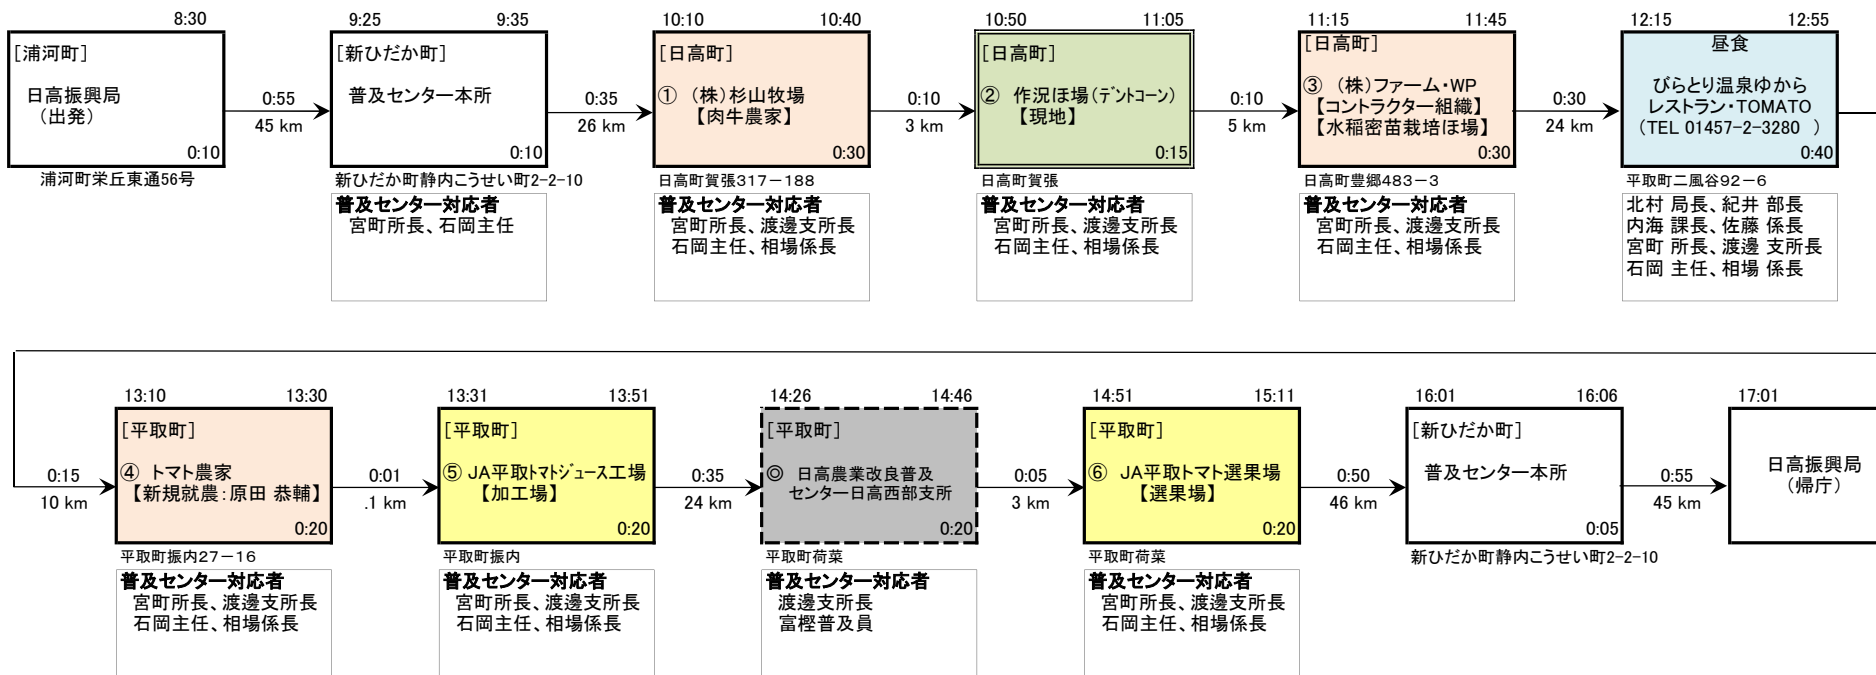 8:30
[浦河町]
日高振興局
(出発)
0:10
浦河町栄丘東通56号
0:55
45 km
9:25 9:35
[新ひだか町]
普及センター本所
0:10
新ひだか町静内こうせい町2-2-10
普及センター対応者
宮町所長、石岡主任
0:35
26 km
10:10 10:40
[日高町]
① (株)杉山牧場
【肉牛農家】
0:30
日高町賀張317-188
普及センター対応者
宮町所長、渡邊支所長
石岡主任、相場係長
0:10
3 km
10:50 11:05
[日高町]
② 作況ほ場(デントコーン)
【現地】
0:15
日高町賀張
普及センター対応者
宮町所長、渡邊支所長
石岡主任、相場係長
0:10
5 km
11:15 11:45
[日高町]
③ (株)ファーム・WP
【コントラクター組織】
【水稲密苗栽培ほ場】
0:30
日高町豊郷483-3
普及センター対応者
宮町所長、渡邊支所長
石岡主任、相場係長
0:30
24 km
12:15 12:55
昼食
びらとり温泉ゆから
レストラン・TOMATO
(TEL 01457-2-3280 )
0:40
平取町二風谷92-6
北村 局長、紀井 部長
内海 課長、佐藤 係長
宮町 所長、渡邊 支所長
石岡 主任、相場 係長
0:15
10 km
13:10 13:30
[平取町]
④ トマト農家
【新規就農:原田 恭輔】
0:20
平取町振内27-16
普及センター対応者
宮町所長、渡邊支所長
石岡主任、相場係長
0:01
.1 km
13:31 13:51
[平取町]
⑤ JA平取トマトジュース工場
【加工場】
0:20
平取町振内
普及センター対応者
宮町所長、渡邊支所長
石岡主任、相場係長
0:35
24 km
14:26 14:46
[平取町]
◎ 日高農業改良普及
センター日高西部支所
0:20
平取町荷菜
普及センター対応者
渡邊支所長
富樫普及員
0:05
3 km
14:51 15:11
[平取町]
⑥ JA平取トマト選果場
【選果場】
0:20
平取町荷菜
普及センター対応者
宮町所長、渡邊支所長
石岡主任、相場係長
0:50
46 km
16:01 16:06
[新ひだか町]
普及センター本所
0:05
新ひだか町静内こうせい町2-2-10
0:55
45 km
17:01
日高振興局
(帰庁)